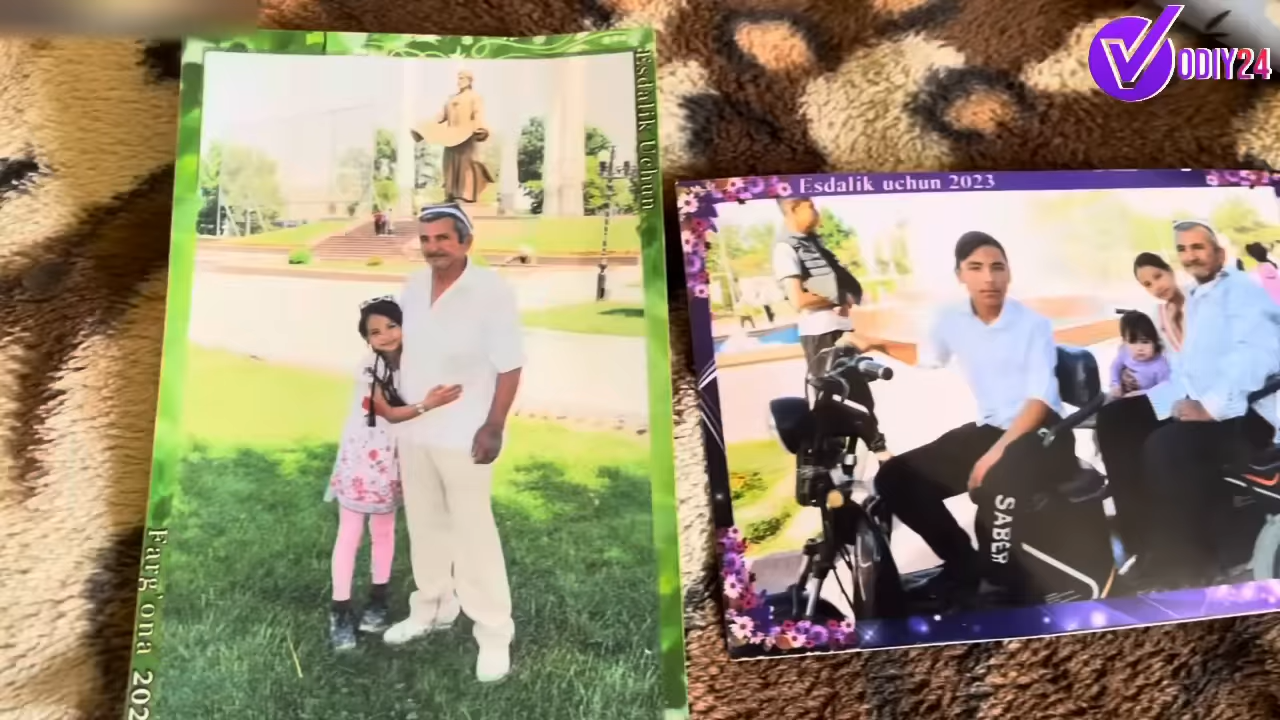 Esdalik Uchun
Farg'ona 202
Esdalik uchun 2023
SABER
VODIY24